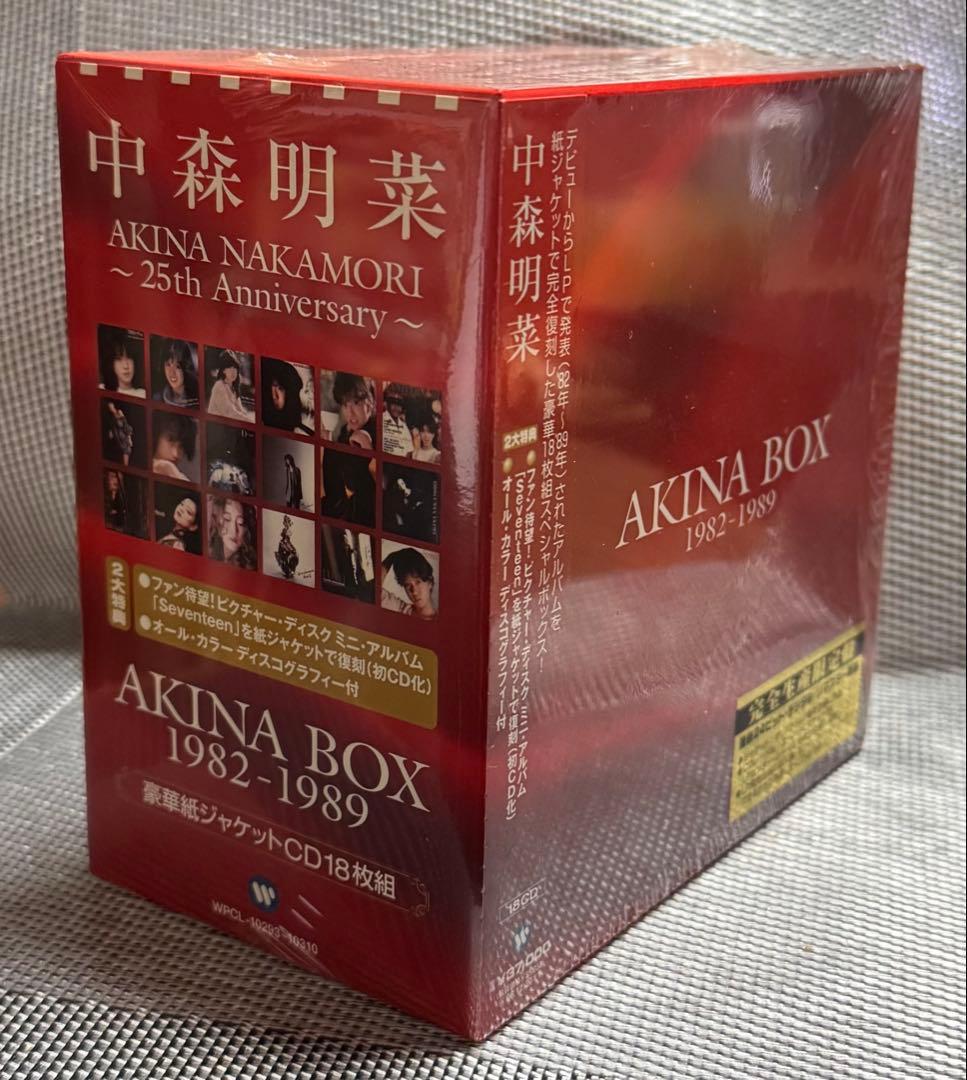 中森明菜
AKINA NAKAMORI
～25th Anniversary～
2大特典
●ファン待望!ピクチャー・ディスク ミニ・アルバム
「Seventeen」を紙ジャケットで復刻(初CD化)
●オール・カラー ディスコグラフィー付
AKINA BOX
1982-1989
豪華紙ジャケットCD18枚組
W
WPCL-10293~10310
デビューからLPで発表('82年～'89年)されたアルバムを
紙ジャケットで完全復刻した豪華18枚組スペシャルボックス!
中森明菜
2大特典
●ファン待望!ピクチャー・ディスク ミニ・アルバム
「Seventeen」を紙ジャケットで復刻(初CD化)
●オール・カラー ディスコグラフィー付
18CD
W
AKINA BOX
1982-1989
完全生産限定盤